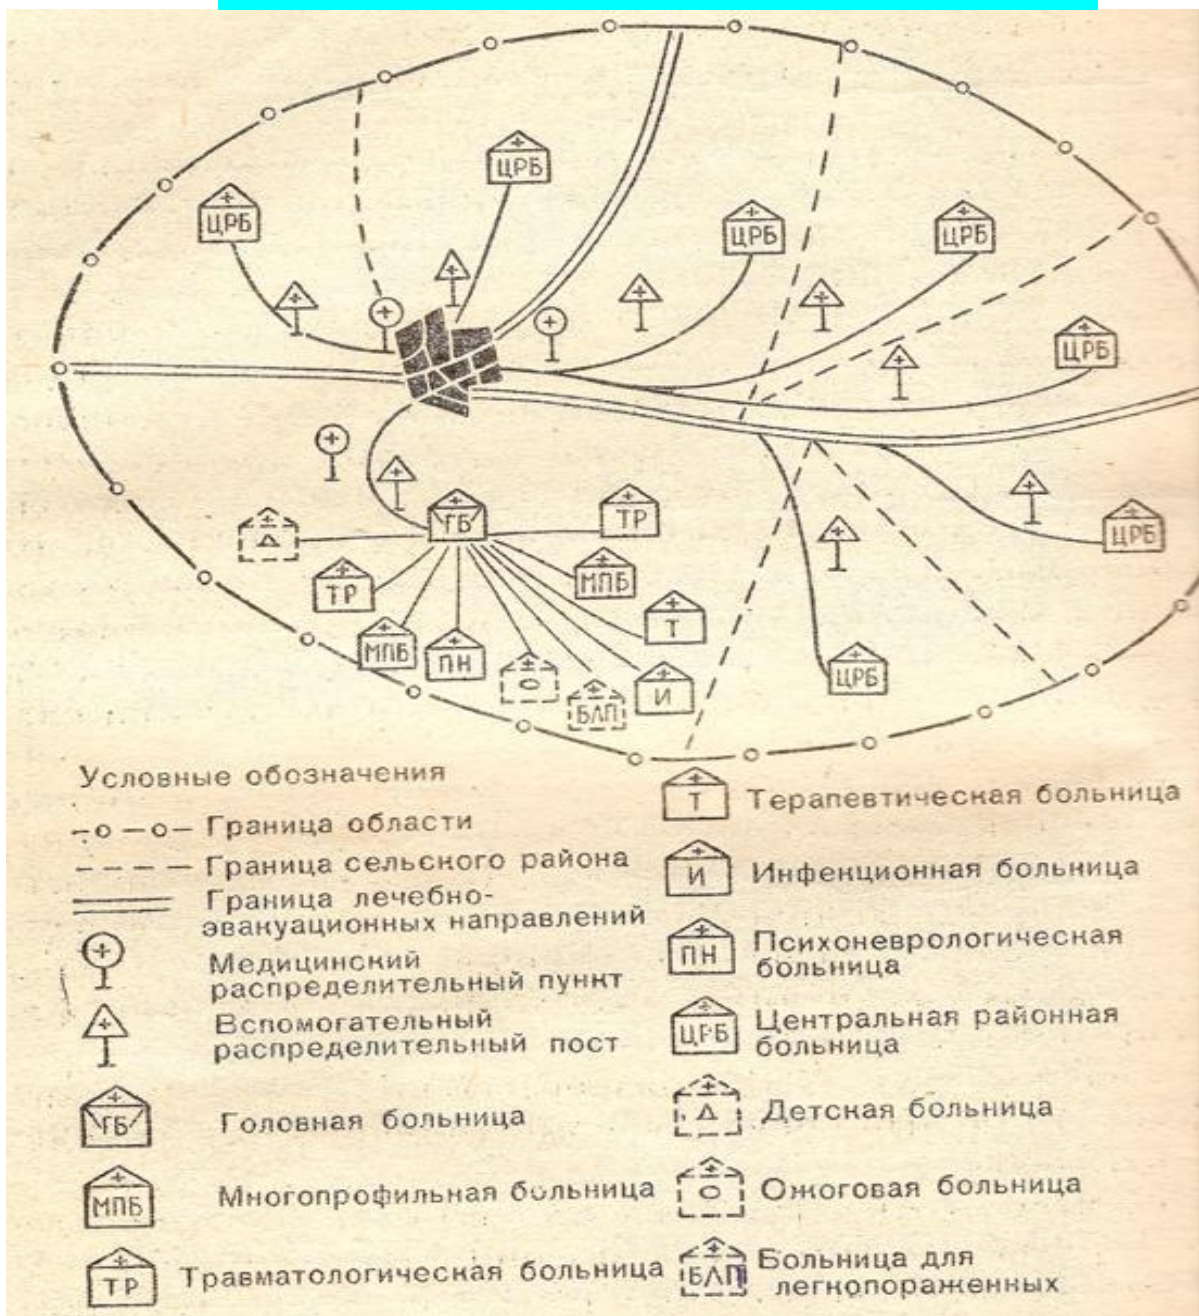 ЦРБ
ЦРБ
ЦРБ
ЦРБ
ЦРБ
ГБ
ТР
Д
ЦРБ
ТР
МПБ
МПБ
ПН
Т
О
БЛП
И
ЦРБ
Условные обозначения
Граница области
Граница сельского района
Граница лечебно-
эвакуационных направлений
Медицинский
распределительный пункт
Вспомогательный
распределительный пост
ГБ Головная больница
МПБ Многопрофильная больница
ТР Травматологическая больница
Т Терапевтическая больница
И Инфекционная больница
ПН Психоневрологическая
больница
ЦРБ Центральная районная
больница
Д Детская больница
О Ожоговая больница
БЛП Больница для
легкопораженных